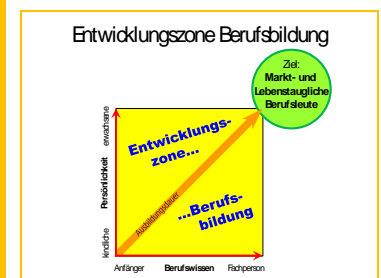 Entwicklungszone Berufsbildung
Ziel:
Markt- und
Lebenstaugliche
Berufsleute
Entwicklungs-
zone...
...Berufs-
bildung
Ausbildungsdauer
kindliche Persönlichkeit erwachsene
Anfänger Berufswissen Fachperson